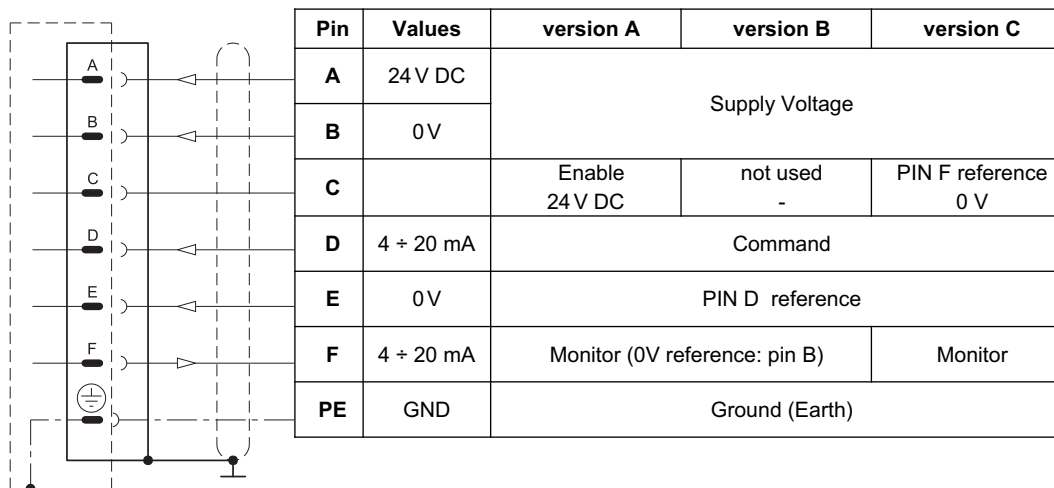 Pin Values version A version B version C
A 24 V DC
Supply Voltage
B 0 V
C Enable not used PIN F reference
24 V DC - 0 V
D 4 ÷ 20 mA Command
E 0 V PIN D reference
F 4 ÷ 20 mA Monitor (0V reference: pin B) Monitor
PE GND Ground (Earth)
A
B
C
D
E
F